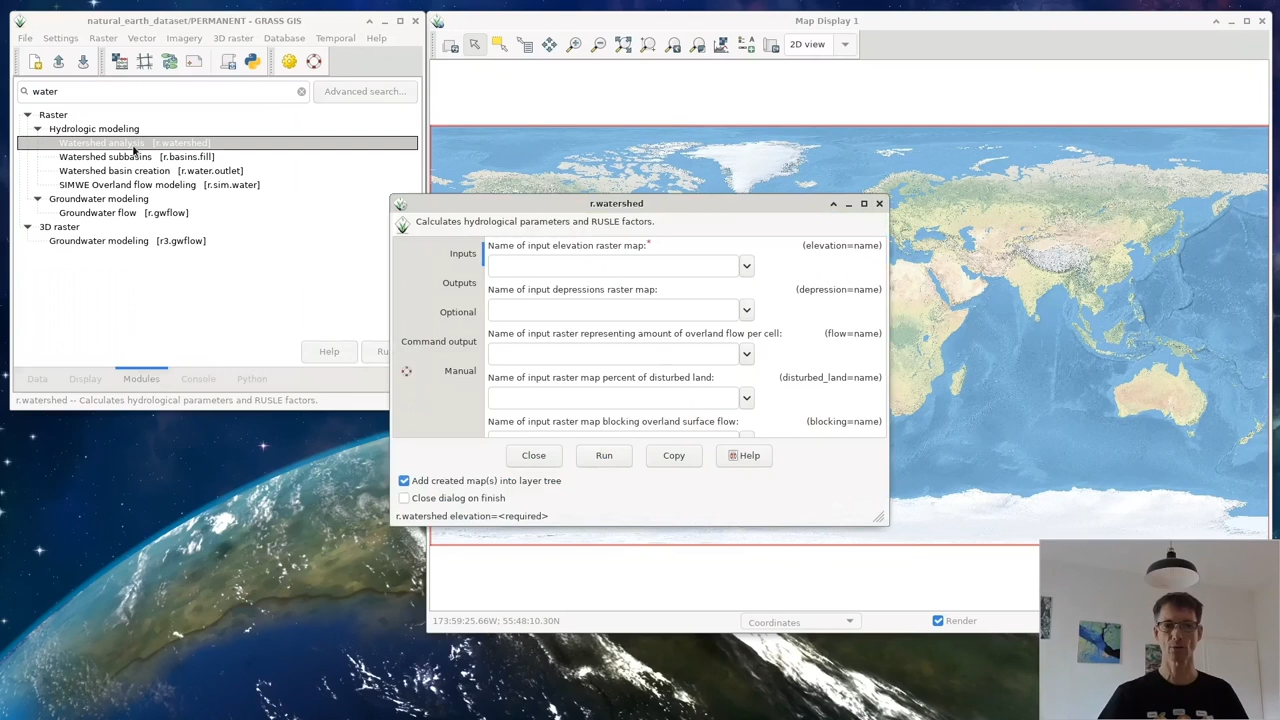 natural_earth_dataset/PERMANENT - GRASS GIS
File Settings Raster Vector Imagery 3D raster Database Temporal Help
water
Advanced search...
Raster
Hydrologic modeling
Watershed analysis [r.watershed]
Watershed subbasins [r.basins.fill]
Watershed basin creation [r.water.outlet]
SIMWE Overland flow modeling [r.sim.water]
Groundwater modeling
Groundwater flow [r.gwflow]
3D raster
Groundwater modeling [r3.gwflow]
Help Ru
Data Display Modules Console Python
r.watershed -- Calculates hydrological parameters and RUSLE factors.
Map Display 1
2D view
r.watershed
Calculates hydrological parameters and RUSLE factors.
Inputs
Outputs
Optional
Command output
Manual
Name of input elevation raster map:* (elevation=name)
Name of input depressions raster map: (depression=name)
Name of input raster representing amount of overland flow per cell: (flow=name)
Name of input raster map percent of disturbed land: (disturbed_land=name)
Name of input raster map blocking overland surface flow: (blocking=name)
Close Run Copy Help
Add created map(s) into layer tree
Close dialog on finish
r.watershed elevation=<required>
173:59:25.66W; 55:48:10.30N
Coordinates
Render